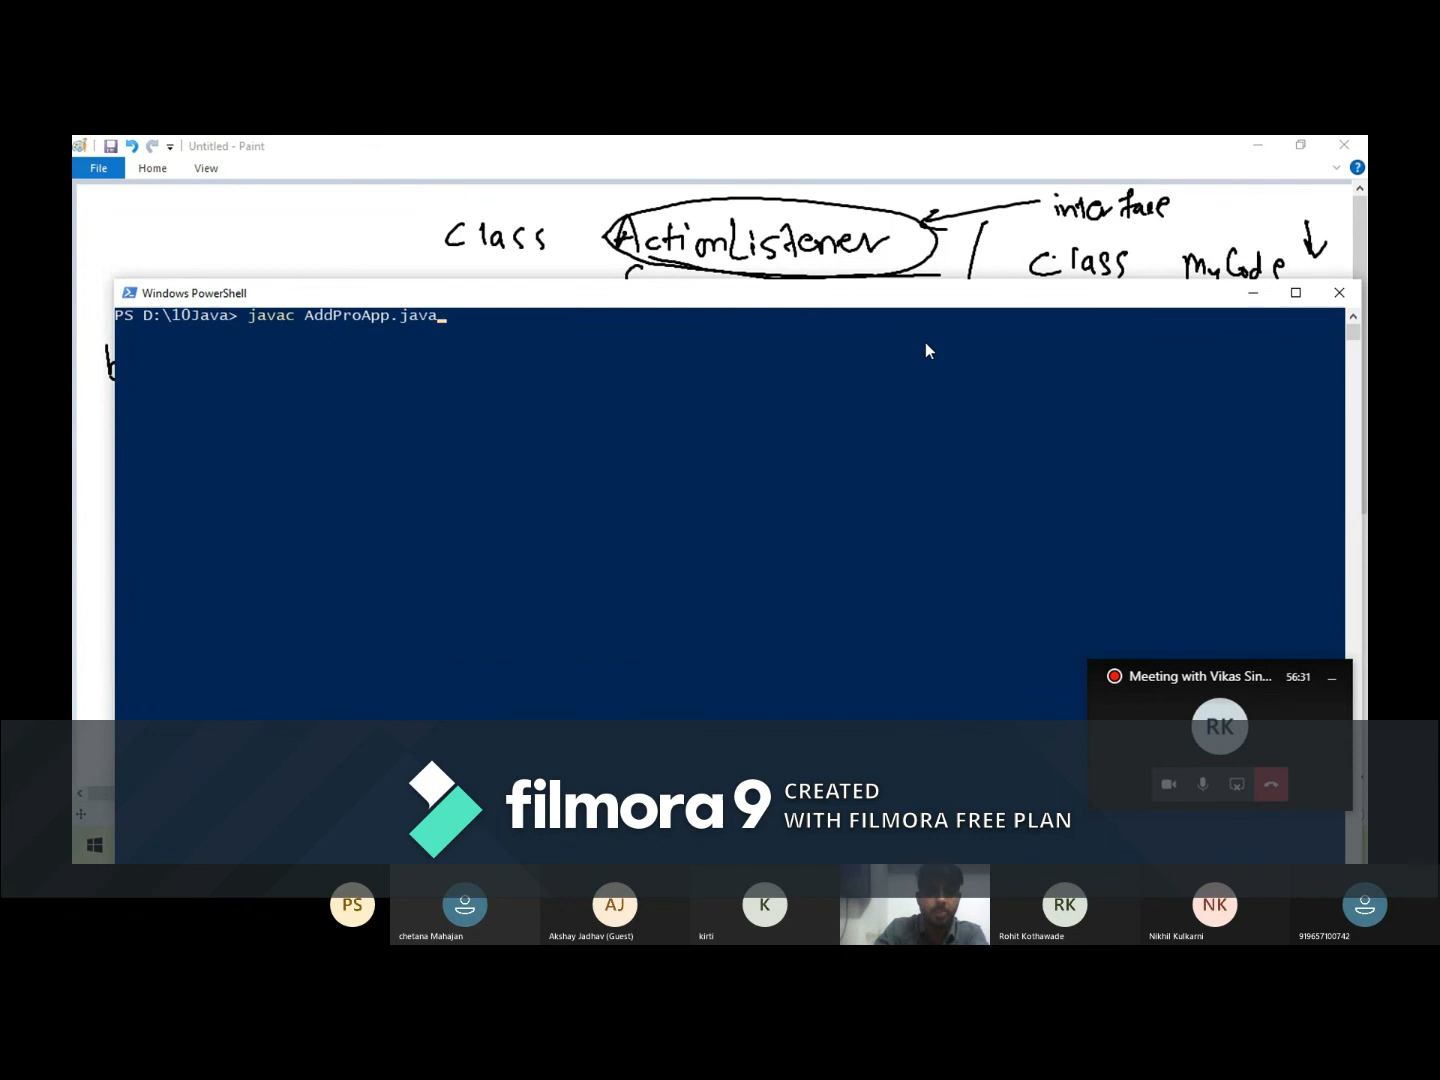 Untitled - Paint
File Home View
interface
Class ActionListener
Class MyCode
Windows PowerShell
PS D:\10Java> javac AddProApp.java
Meeting with Vikas Sin... 56:31
RK
filmora9 CREATED
WITH FILMORA FREE PLAN
PS AJ K RK NK
chetana Mahajan Akshay Jadhav (Guest) kirti Rohit Kothawade Nikhil Kulkarni 919657100742